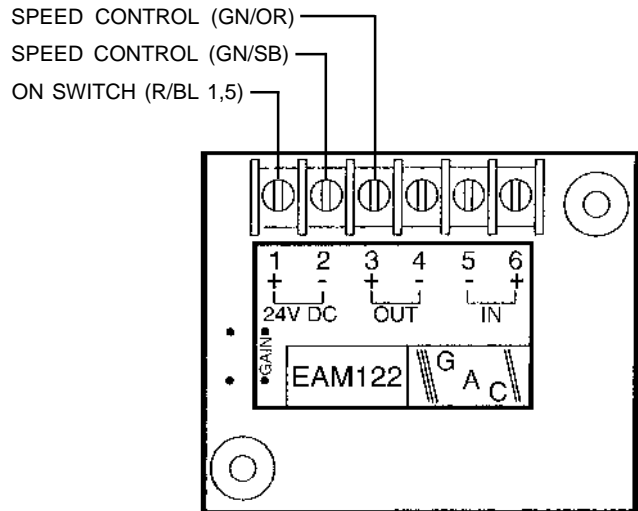 SPEED CONTROL (GN/OR)
SPEED CONTROL (GN/SB)
ON SWITCH (R/BL 1,5)
1 2 3 4 5 6
+ - + - - +
24V DC OUT IN
GAIN
EAM122 G A C